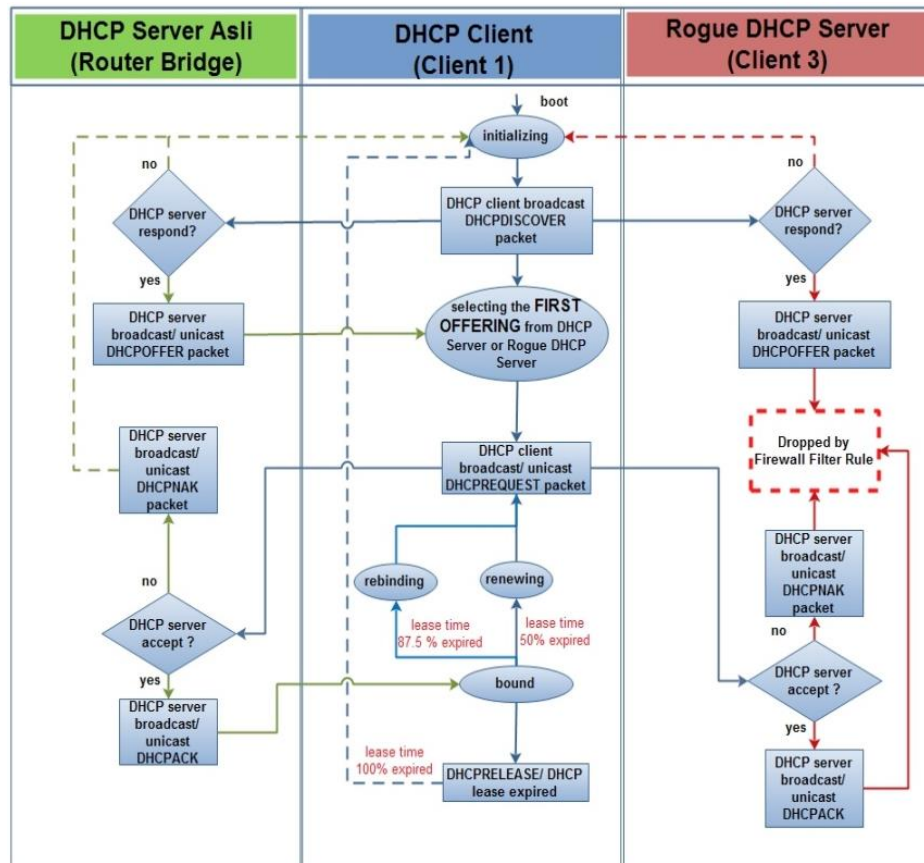 DHCP Server Asli
(Router Bridge)
DHCP Client
(Client 1)
Rogue DHCP Server
(Client 3)
boot
initializing
no
no
DHCP server
respond?
DHCP client broadcast
DHCPDISCOVER
packet
DHCP server
respond?
yes
yes
DHCP server
broadcast/ unicast
DHCPOFFER packet
selecting the FIRST
OFFERING from DHCP
Server or Rogue DHCP
Server
DHCP server
broadcast/ unicast
DHCPOFFER packet
DHCP server
broadcast/
unicast
DHCPNAK
packet
DHCP client
broadcast/ unicast
DHCPREQUEST packet
Dropped by
Firewall Filter Rule
rebinding
renewing
DHCP server
broadcast/
unicast
DHCPNAK
packet
no
lease time
87.5 % expired
lease time
50% expired
no
DHCP server
accept ?
DHCP server
accept ?
yes
bound
yes
DHCP server
broadcast/
unicast
DHCPACK
lease time
100% expired
DHCPRELEASE/ DHCP
lease expired
DHCP server
broadcast/
unicast
DHCPACK